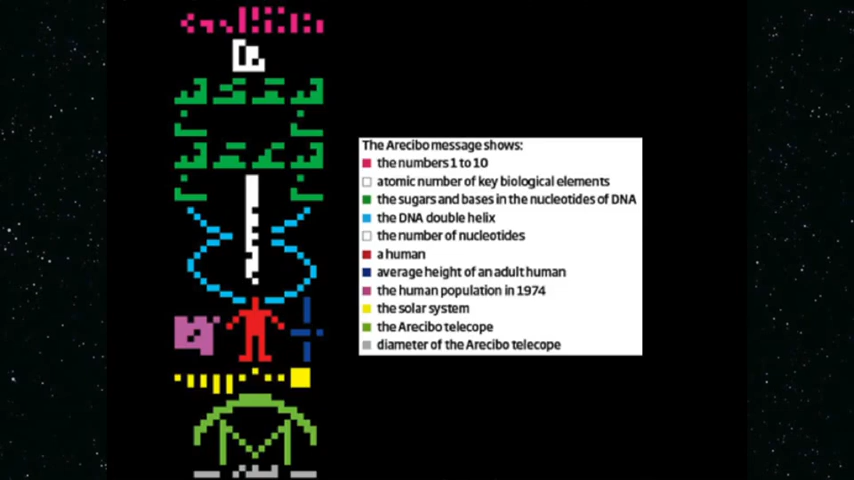 The Arecibo message shows:
the numbers 1 to 10
atomic number of key biological elements
the sugars and bases in the nucleotides of DNA
the DNA double helix
the number of nucleotides
a human
average height of an adult human
the human population in 1974
the solar system
the Arecibo telecope
diameter of the Arecibo telecope